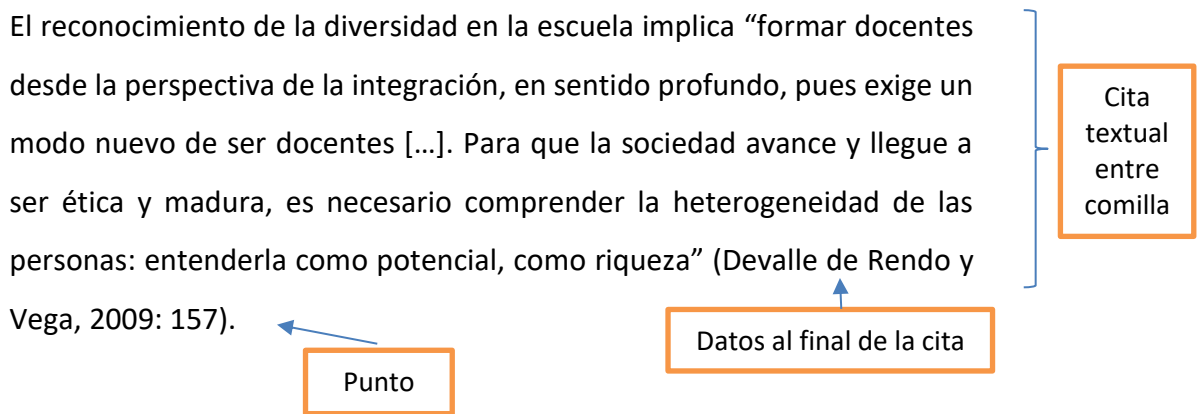 El reconocimiento de la diversidad en la escuela implica “formar docentes
desde la perspectiva de la integración, en sentido profundo, pues exige un
modo nuevo de ser docentes […]. Para que la sociedad avance y llegue a
ser ética y madura, es necesario comprender la heterogeneidad de las
personas: entenderla como potencial, como riqueza” (Devalle de Rendo y
Vega, 2009: 157).
Cita
textual
entre
comilla
Datos al final de la cita
Punto